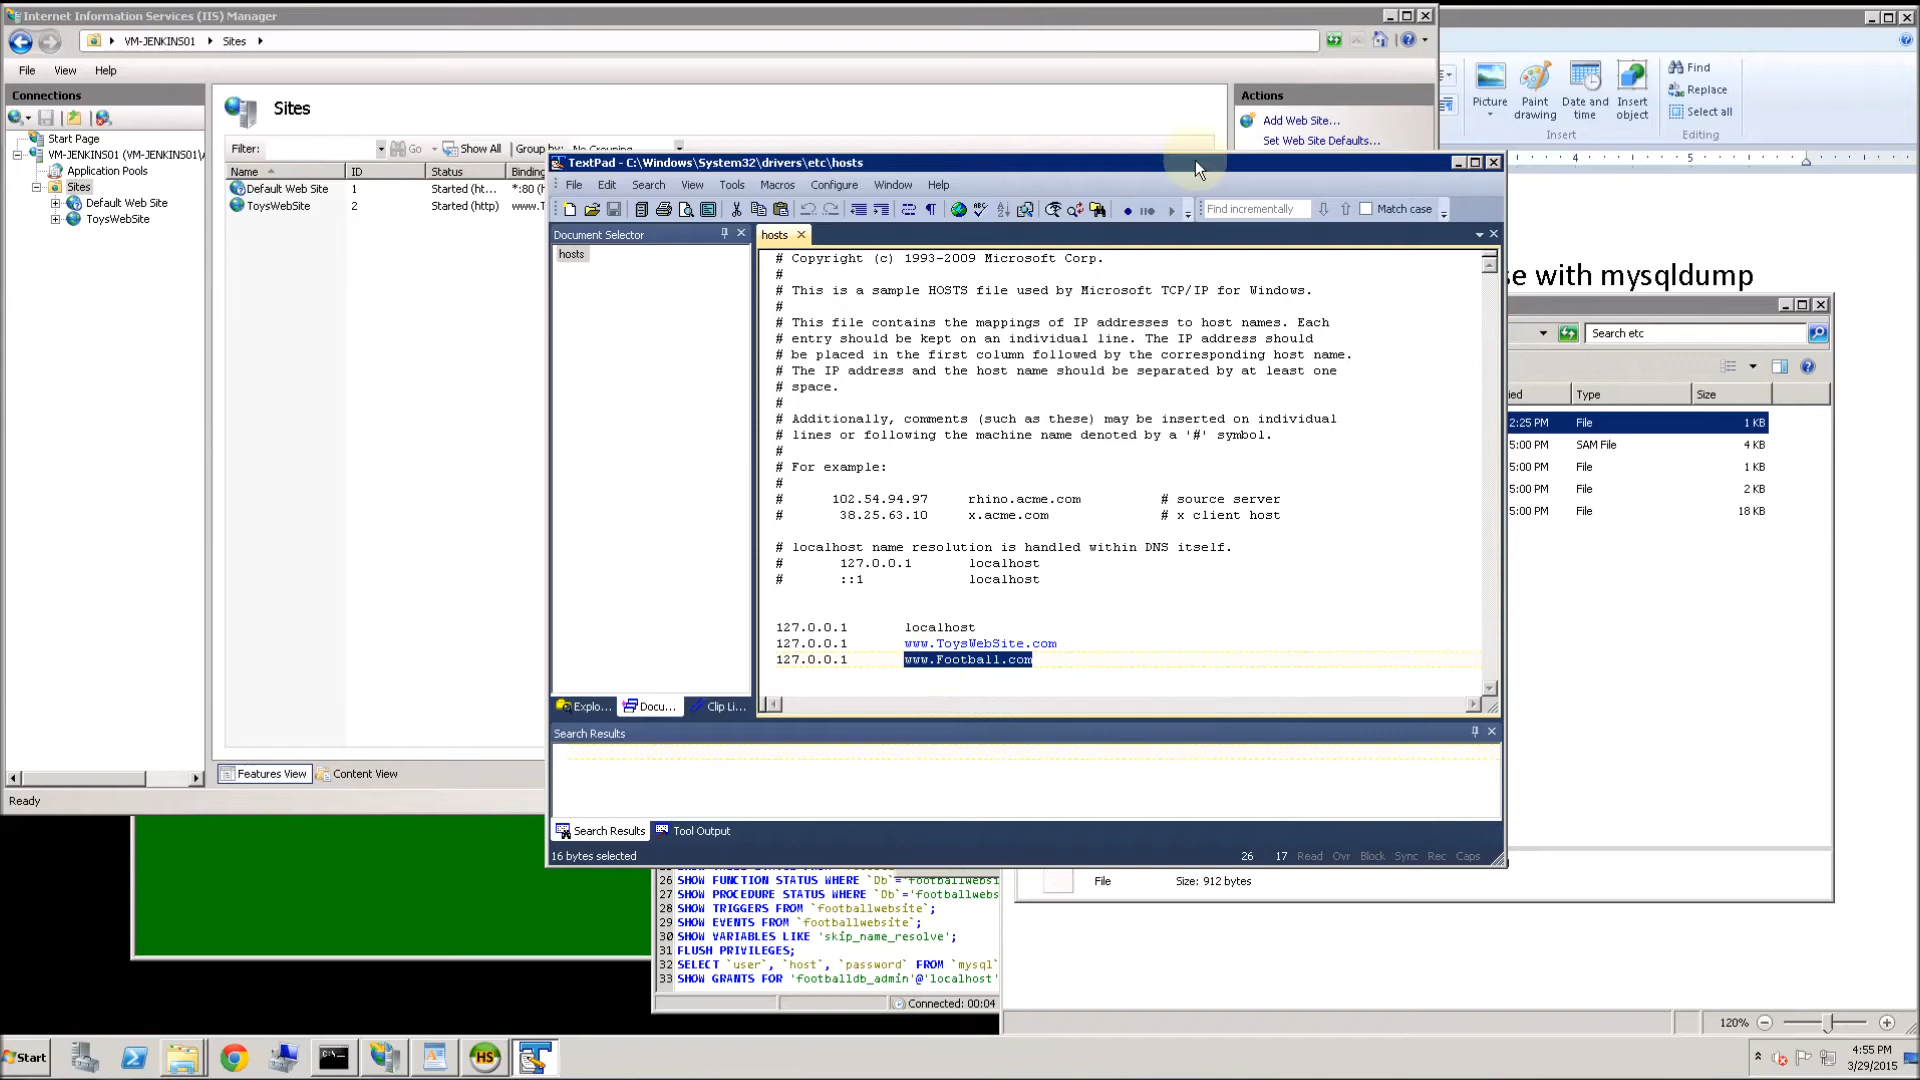 Internet Information Services (IIS) Manager
VM-JENKINS01 Sites
File View Help
Connections
Start Page
VM-JENKINS01 (VM-JENKINS01\
Application Pools
Sites
Default Web Site
ToysWebSite
Sites
Filter: Go Show All Group by: No Grouping
Name ID Status Binding
Default Web Site 1 Started (ht... *:80 (h
ToysWebSite 2 Started (http) www.T
Features View Content View
Ready
Actions
Add Web Site...
Set Web Site Defaults...
Picture Paint drawing Date and time Insert object
Insert
Find
Replace
Select all
Editing
4 5
se with mysqldump
TextPad - C:\Windows\System32\drivers\etc\hosts
File Edit Search View Tools Macros Configure Window Help
Find incrementally Match case
Document Selector
hosts
hosts
# Copyright (c) 1993-2009 Microsoft Corp.
#
# This is a sample HOSTS file used by Microsoft TCP/IP for Windows.
#
# This file contains the mappings of IP addresses to host names. Each
# entry should be kept on an individual line. The IP address should
# be placed in the first column followed by the corresponding host name.
# The IP address and the host name should be separated by at least one
# space.
#
# Additionally, comments (such as these) may be inserted on individual
# lines or following the machine name denoted by a '#' symbol.
#
# For example:
#
# 102.54.94.97 rhino.acme.com # source server
# 38.25.63.10 x.acme.com # x client host

# localhost name resolution is handled within DNS itself.
# 127.0.0.1 localhost
# ::1 localhost

127.0.0.1 localhost
127.0.0.1 www.ToysWebSite.com
127.0.0.1 www.Football.com
Explo... Docu... Clip Li...
Search Results
Search Results Tool Output
16 bytes selected 26 17 Read Ovr Block Sync Rec Caps
Search etc
ied Type Size
2:25 PM File 1 KB
5:00 PM SAM File 4 KB
5:00 PM File 1 KB
5:00 PM File 2 KB
5:00 PM File 18 KB
File Size: 912 bytes
26 SHOW FUNCTION STATUS WHERE `Db`='footballwebsi
27 SHOW PROCEDURE STATUS WHERE `Db`='footballwebs
28 SHOW TRIGGERS FROM `footballwebsite`;
29 SHOW EVENTS FROM `footballwebsite`;
30 SHOW VARIABLES LIKE 'skip_name_resolve';
31 FLUSH PRIVILEGES;
32 SELECT `user`, `host`, `password` FROM `mysql`
33 SHOW GRANTS FOR 'footballdb_admin'@'localhost'
Connected: 00:04
120%
Start HS
4:55 PM
3/29/2015